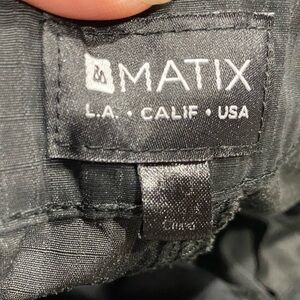 MATIX
L.A. • CALIF • USA